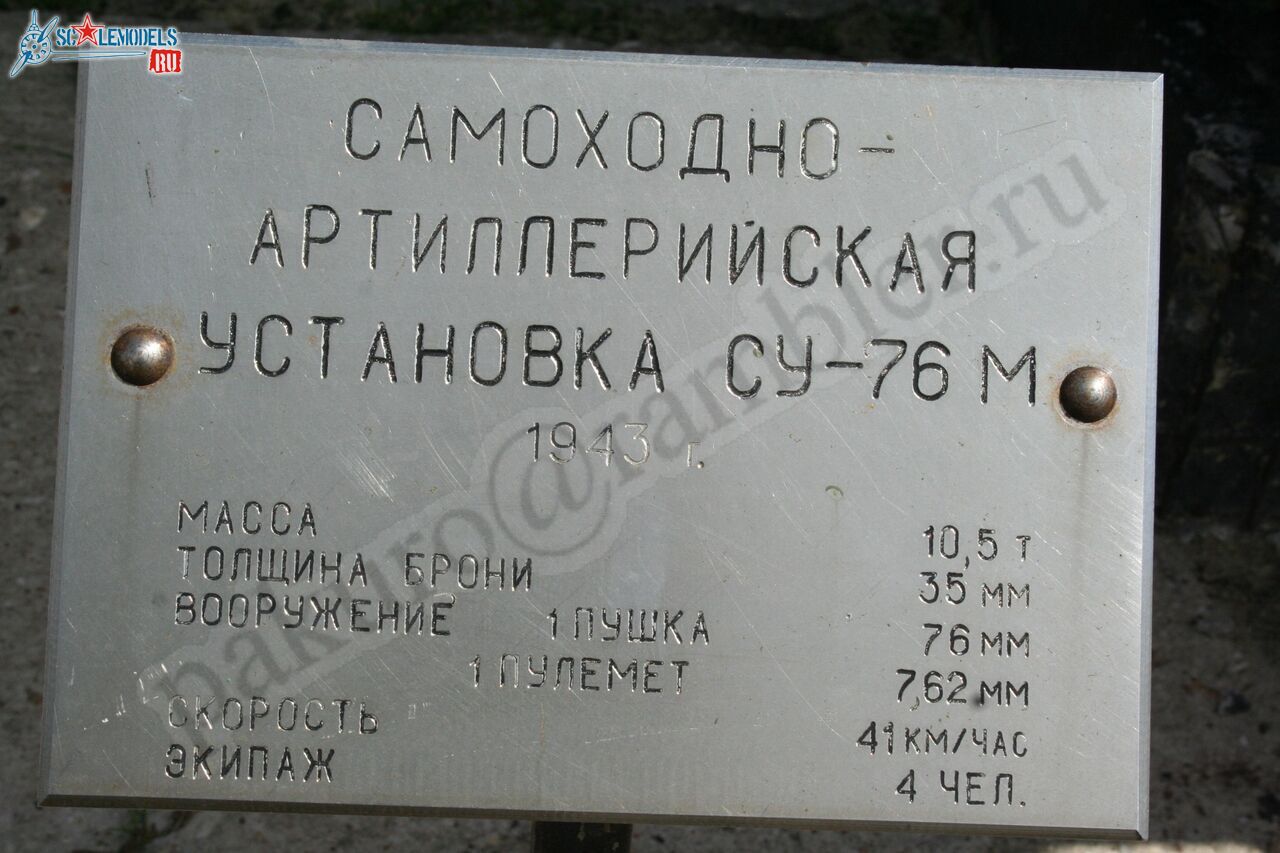 SCALEMODELS
RU
САМОХОДНО-
АРТИЛЛЕРИЙСКАЯ
УСТАНОВКА СУ-76 М
1943 г.
МАССА 10,5 т
ТОЛЩИНА БРОНИ 35 мм
ВООРУЖЕНИЕ 1 ПУШКА 76 мм
1 ПУЛЕМЕТ 7,62 мм
СКОРОСТЬ 41 КМ/ЧАС
ЭКИПАЖ 4 ЧЕЛ.